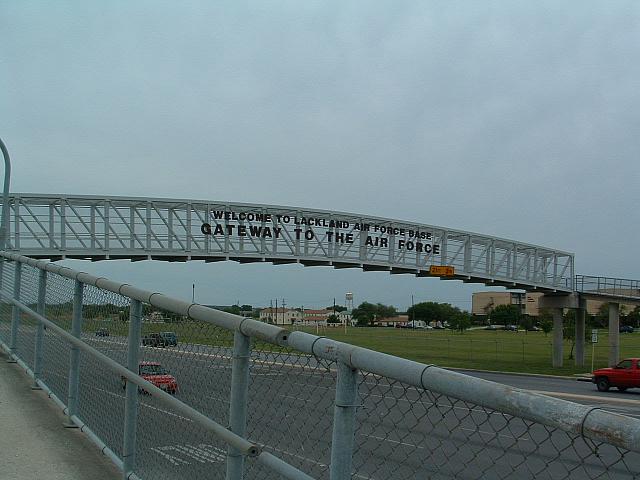 WELCOME TO LACKLAND AIR FORCE BASE
GATEWAY TO THE AIR FORCE